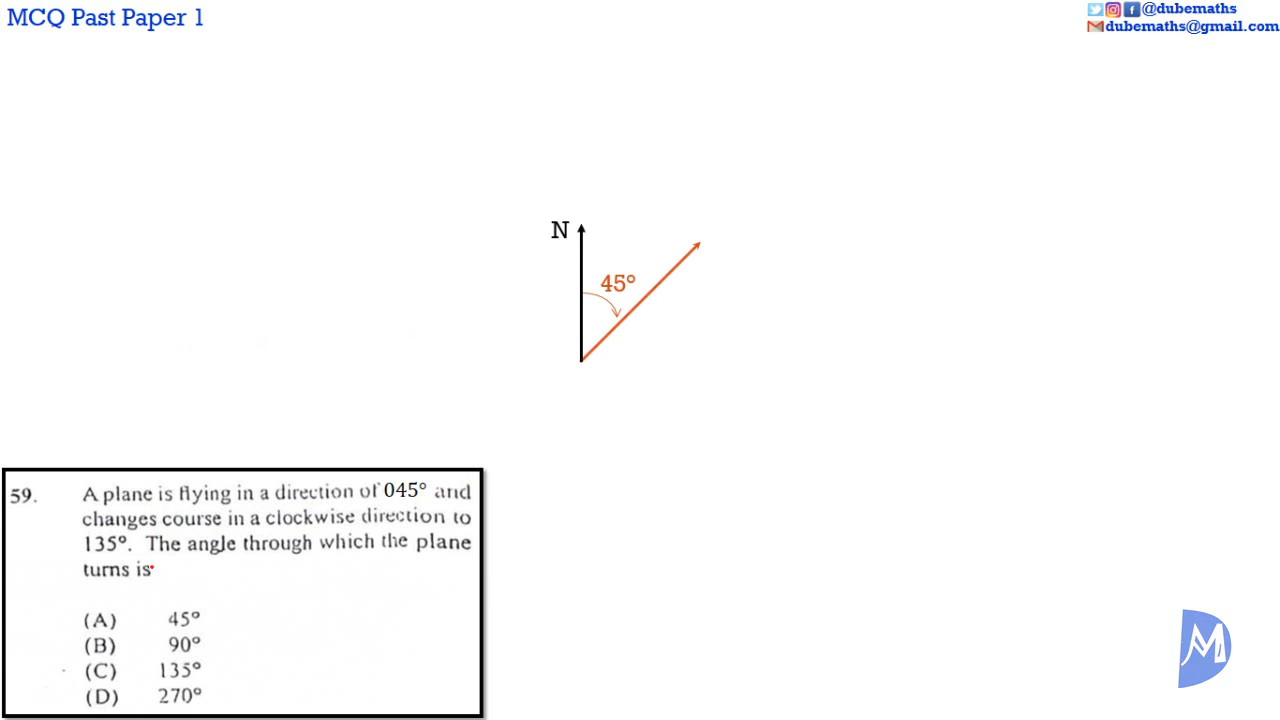 MCQ Past Paper 1
@dubemaths
dubemaths@gmail.com
N
45°
59. A plane is flying in a direction of 045° and
changes course in a clockwise direction to
135°. The angle through which the plane
turns is
(A) 45°
(B) 90°
(C) 135°
(D) 270°
M